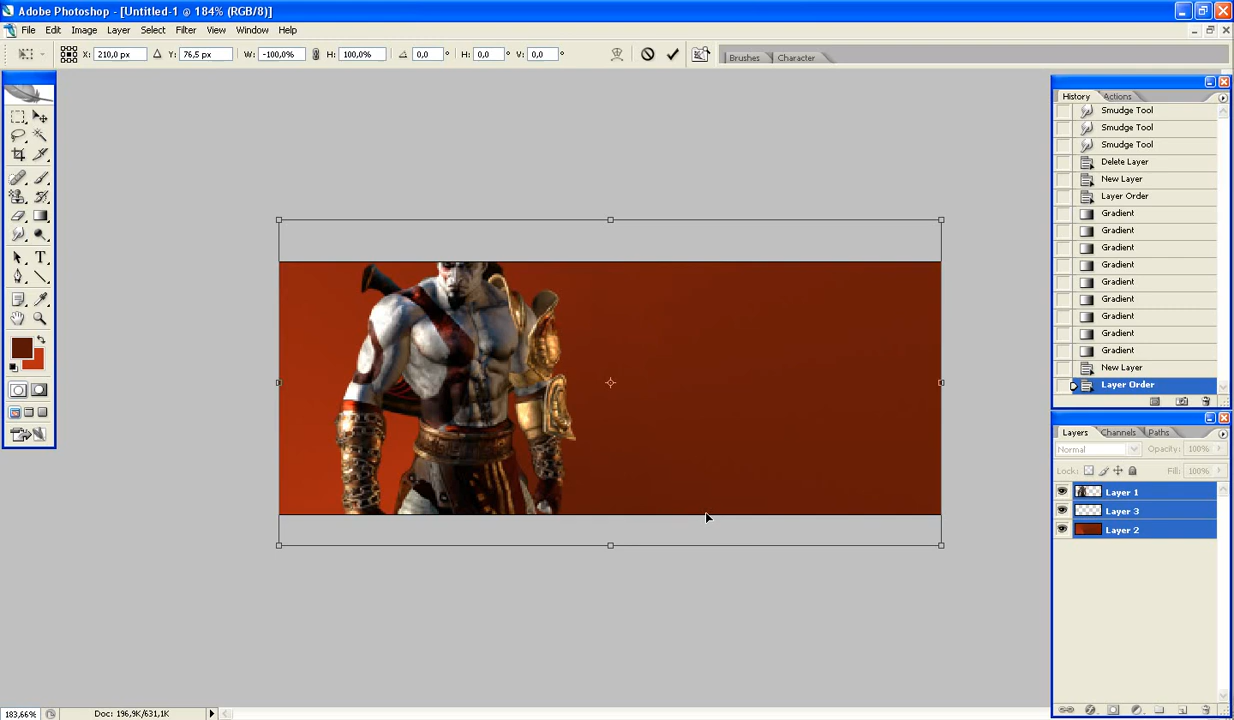 Adobe Photoshop - [Untitled-1 @ 184% (RGB/8)]
File Edit Image Layer Select Filter View Window Help
X: 210,0 px Y: 76,5 px W: -100,0% H: 100,0% 0,0 ° H: 0,0 ° V: 0,0 °
Brushes Character
History Actions
Smudge Tool
Smudge Tool
Smudge Tool
Delete Layer
New Layer
Layer Order
Gradient
Gradient
Gradient
Gradient
Gradient
Gradient
Gradient
Gradient
Gradient
New Layer
Layer Order
Layers Channels Paths
Normal Opacity: 100%
Lock: Fill: 100%
Layer 1
Layer 3
Layer 2
183,66% Doc: 196,9K/631,1K